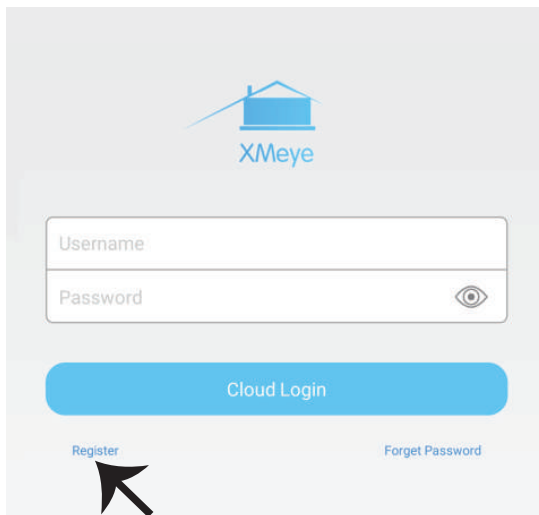 XMeye
Username
Password
Cloud Login
Register
Forget Password